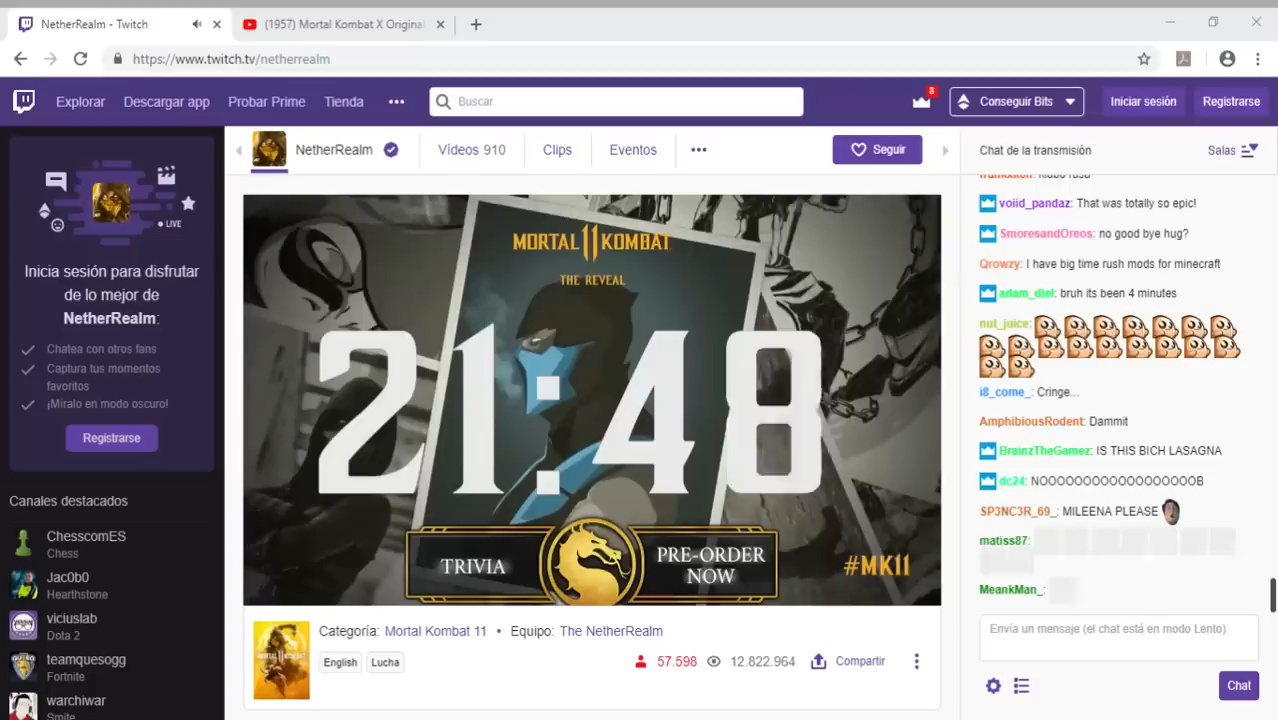 NetherRealm - Twitch
(1957) Mortal Kombat X Original
https://www.twitch.tv/netherrealm
Explorar
Descargar app
Probar Prime
Tienda
Buscar
8
Conseguir Bits
Iniciar sesión
Registrarse
LIVE
Inicia sesión para disfrutar
de lo mejor de
NetherRealm:
Chatea con otros fans
Captura tus momentos
favoritos
¡Míralo en modo oscuro!
Registrarse
Canales destacados
ChesscomES
Chess
Jac0b0
Hearthstone
viciuslab
Dota 2
teamquesogg
Fortnite
warchiwar
Smite
NetherRealm
Vídeos 910
Clips
Eventos
Seguir
MORTAL 11 KOMBAT
THE REVEAL
21:48
TRIVIA
PRE-ORDER
NOW
#MK11
MORTAL KOMBAT 11
Categoría: Mortal Kombat 11 • Equipo: The NetherRealm
English
Lucha
57.598
12.822.964
Compartir
Chat de la transmisión
Salas
voiid_pandaz: That was totally so epic!
SmoresandOreos: no good bye hug?
Qrowzy: I have big time rush mods for minecraft
adam_diel: bruh its been 4 minutes
nut_juice:
i8_come_: Cringe...
AmphibiousRodent: Dammit
BrainzTheGamez: IS THIS BICH LASAGNA
dc24: NOOOOOOOOOOOOOOOOOOB
SP3NC3R_69_: MILEENA PLEASE
matiss87:
MeankMan_:
Envía un mensaje (el chat está en modo Lento)
Chat